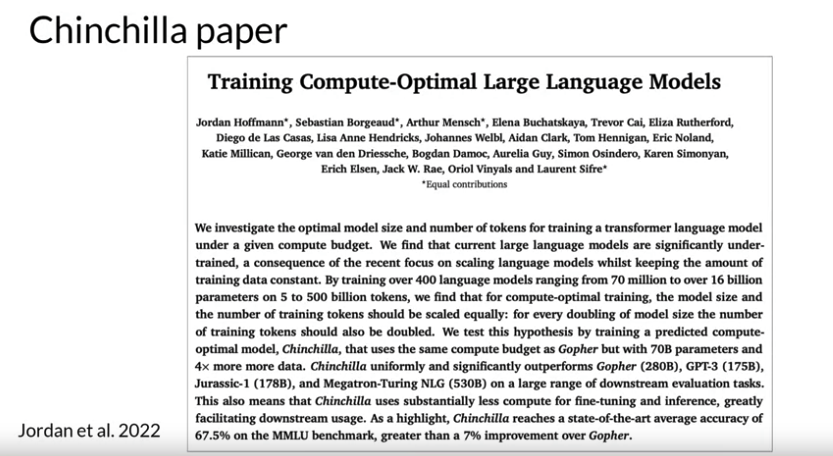 Chinchilla paper
Training Compute-Optimal Large Language Models
Jordan Hoffmann*, Sebastian Borgeaud*, Arthur Mensch*, Elena Buchatskaya, Trevor Cai, Eliza Rutherford,
Diego de Las Casas, Lisa Anne Hendricks, Johannes Welbl, Aidan Clark, Tom Hennigan, Eric Noland,
Katie Millican, George van den Driessche, Bogdan Damoc, Aurelia Guy, Simon Osindero, Karen Simonyan,
Erich Elsen, Jack W. Rae, Oriol Vinyals and Laurent Sifre*
*Equal contributions
We investigate the optimal model size and number of tokens for training a transformer language model
under a given compute budget. We find that current large language models are significantly under-
trained, a consequence of the recent focus on scaling language models whilst keeping the amount of
training data constant. By training over 400 language models ranging from 70 million to over 16 billion
parameters on 5 to 500 billion tokens, we find that for compute-optimal training, the model size and
the number of training tokens should be scaled equally: for every doubling of model size the number
of training tokens should also be doubled. We test this hypothesis by training a predicted compute-
optimal model, Chinchilla, that uses the same compute budget as Gopher but with 70B parameters and
4× more more data. Chinchilla uniformly and significantly outperforms Gopher (280B), GPT-3 (175B),
Jurassic-1 (178B), and Megatron-Turing NLG (530B) on a large range of downstream evaluation tasks.
This also means that Chinchilla uses substantially less compute for fine-tuning and inference, greatly
facilitating downstream usage. As a highlight, Chinchilla reaches a state-of-the-art average accuracy of
67.5% on the MMLU benchmark, greater than a 7% improvement over Gopher.
Jordan et al. 2022